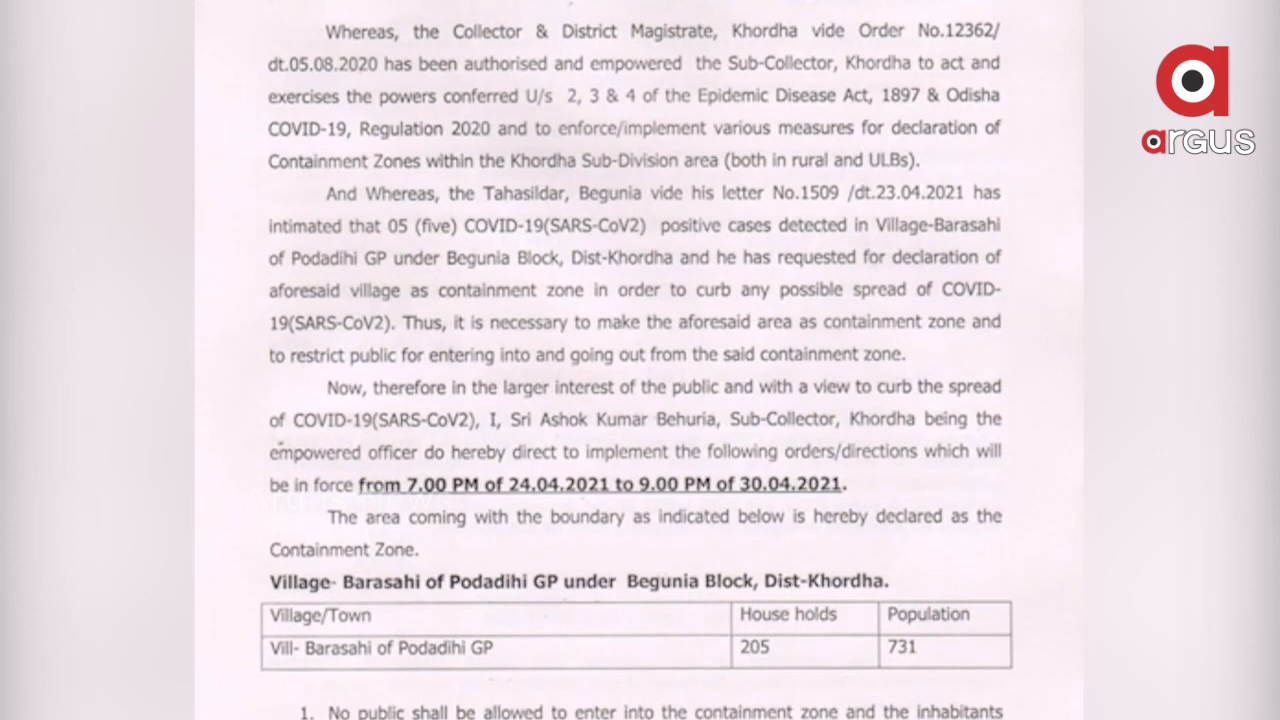 Whereas, the Collector & District Magistrate, Khordha vide Order No.12362/
dt.05.08.2020 has been authorised and empowered the Sub-Collector, Khordha to act and
exercises the powers conferred U/s 2, 3 & 4 of the Epidemic Disease Act, 1897 & Odisha
COVID-19, Regulation 2020 and to enforce/implement various measures for declaration of
Containment Zones within the Khordha Sub-Division area (both in rural and ULBs).
And Whereas, the Tahasildar, Begunia vide his letter No.1509 /dt.23.04.2021 has
intimated that 05 (five) COVID-19(SARS-CoV2) positive cases detected in Village-Barasahi
of Podadihi GP under Begunia Block, Dist-Khordha and he has requested for declaration of
aforesaid village as containment zone in order to curb any possible spread of COVID-
19(SARS-CoV2). Thus, it is necessary to make the aforesaid area as containment zone and
to restrict public for entering into and going out from the said containment zone.
Now, therefore in the larger interest of the public and with a view to curb the spread
of COVID-19(SARS-CoV2), I, Sri Ashok Kumar Behuria, Sub-Collector, Khordha being the
empowered officer do hereby direct to implement the following orders/directions which will
be in force from 7.00 PM of 24.04.2021 to 9.00 PM of 30.04.2021.
The area coming with the boundary as indicated below is hereby declared as the
Containment Zone.
Village- Barasahi of Podadihi GP under Begunia Block, Dist-Khordha.
Village/Town House holds Population
Vill- Barasahi of Podadihi GP 205 731
1. No public shall be allowed to enter into the containment zone and the inhabitants
a
argus